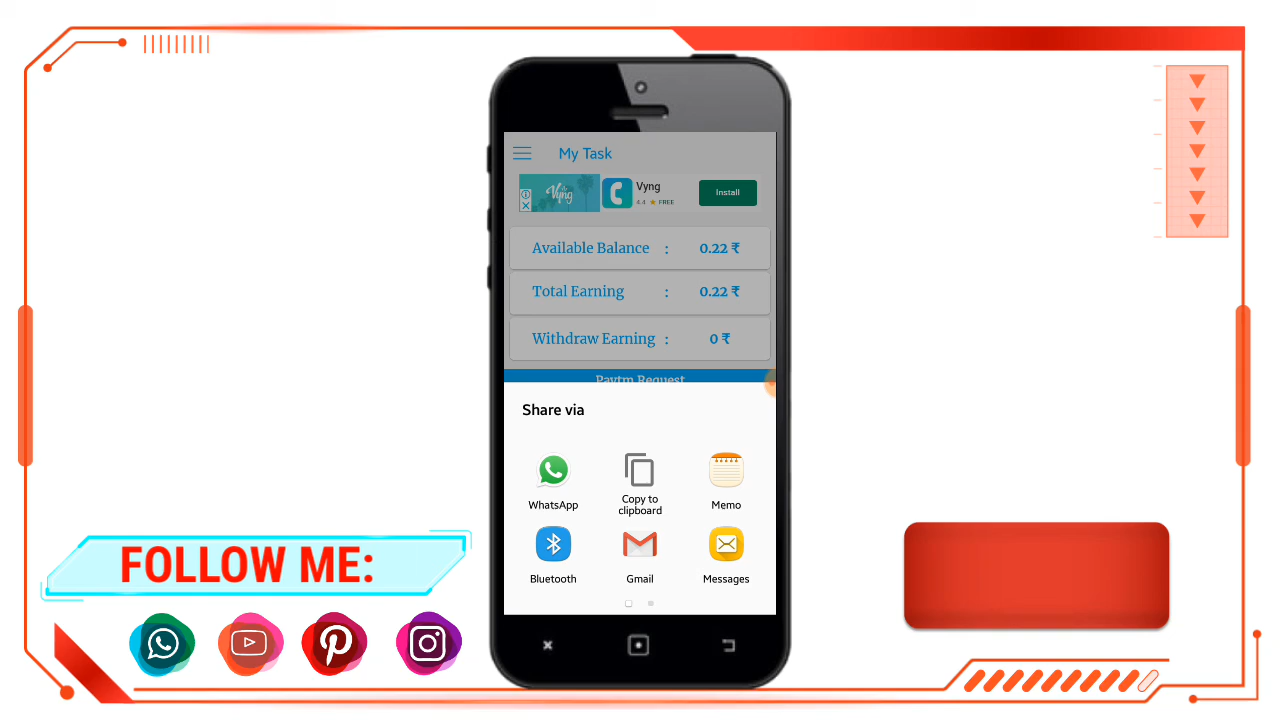 My Task
Vyng
Vyng
4.4 ★ FREE
Install
Available Balance : 0.22 ₹
Total Earning : 0.22 ₹
Withdraw Earning : 0 ₹
Paytm Request
Share via
WhatsApp
Copy to
clipboard
Memo
Bluetooth
Gmail
Messages
FOLLOW ME: